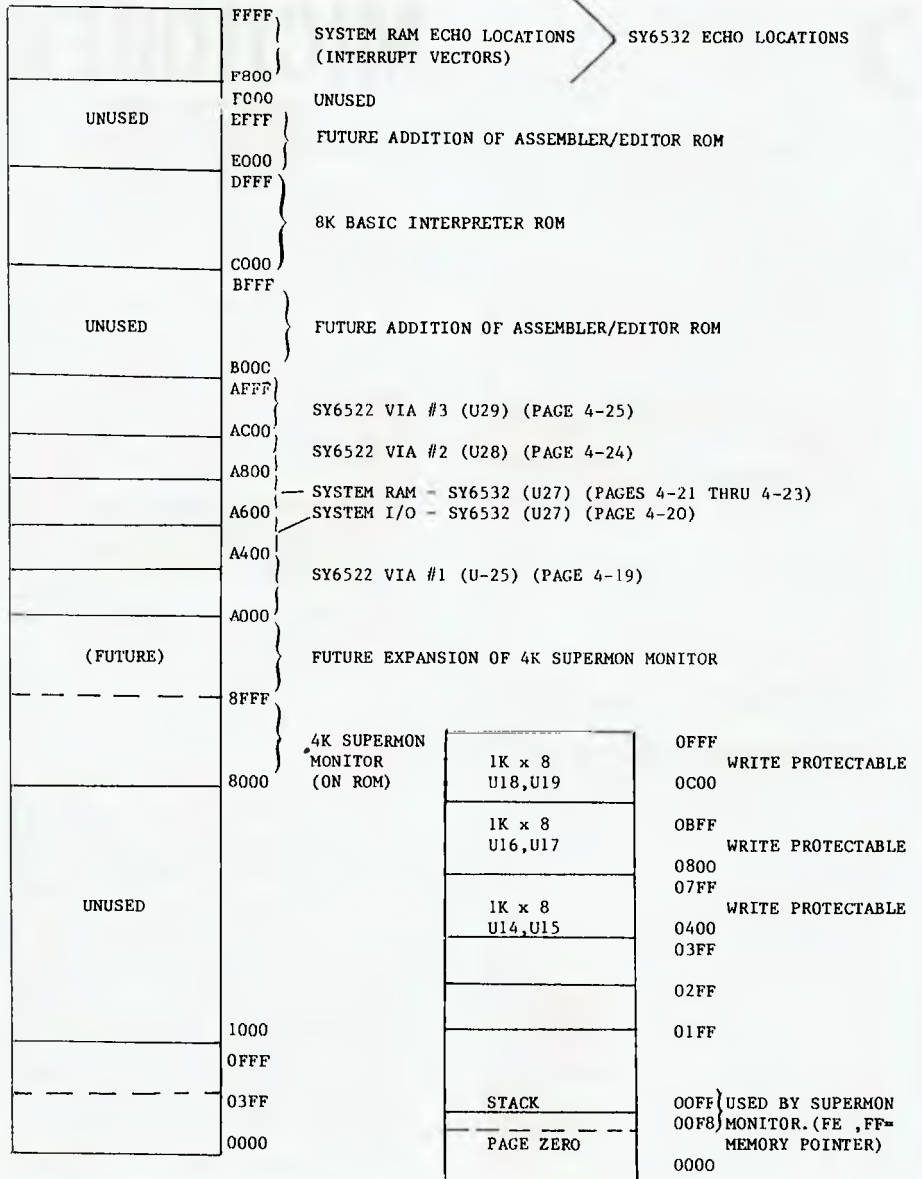 FFFF
SYSTEM RAM ECHO LOCATIONS SY6532 ECHO LOCATIONS
(INTERRUPT VECTORS)
F800
F000 UNUSED
UNUSED EFFF
FUTURE ADDITION OF ASSEMBLER/EDITOR ROM
E000
DFFF
8K BASIC INTERPRETER ROM
C000
BFFF
UNUSED FUTURE ADDITION OF ASSEMBLER/EDITOR ROM
B00C
AFFF
SY6522 VIA #3 (U29) (PAGE 4-25)
AC00
SY6522 VIA #2 (U28) (PAGE 4-24)
A800
SYSTEM RAM - SY6532 (U27) (PAGES 4-21 THRU 4-23)
A600 SYSTEM I/O - SY6532 (U27) (PAGE 4-20)
A400
SY6522 VIA #1 (U-25) (PAGE 4-19)
A000
(FUTURE) FUTURE EXPANSION OF 4K SUPERMON MONITOR
8FFF
4K SUPERMON
MONITOR
8000 (ON ROM)
UNUSED
1000
0FFF
03FF
0000
0FFF
1K x 8 WRITE PROTECTABLE
U18,U19 0C00
1K x 8 0BFF
U16,U17 WRITE PROTECTABLE
0800
07FF
1K x 8 WRITE PROTECTABLE
U14,U15 0400
03FF
02FF
01FF
STACK 00FF USED BY SUPERMON
00F8 MONITOR.(FE ,FF=
PAGE ZERO MEMORY POINTER)
0000